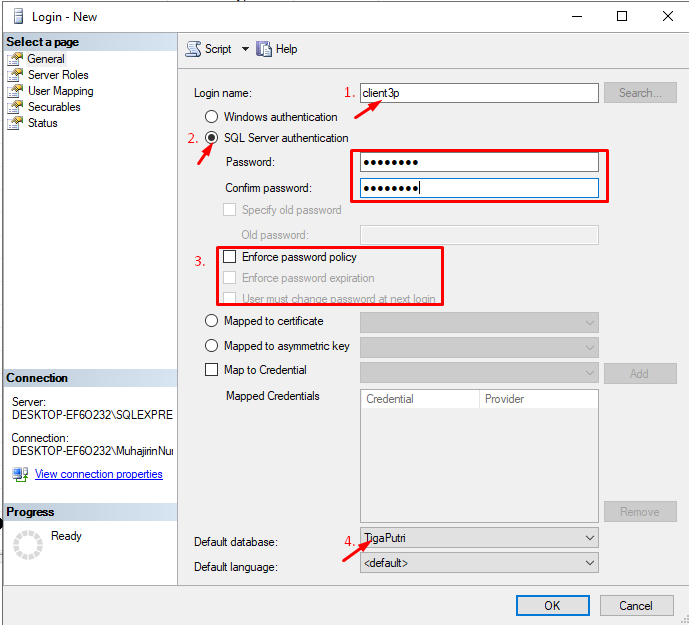 Login - New
Select a page
General
Server Roles
User Mapping
Securables
Status
Script
Help
Login name:
1.
client3p
Search...
Windows authentication
2.
SQL Server authentication
Password:
●●●●●●●●
Confirm password:
●●●●●●●●
Specify old password
Old password:
3.
Enforce password policy
Enforce password expiration
User must change password at next login
Mapped to certificate
Mapped to asymmetric key
Map to Credential
Add
Mapped Credentials
Credential
Provider
Remove
Default database:
4.
TigaPutri
Default language:
<default>
Connection
Server:
DESKTOP-EF6O232\SQLEXPRE
Connection:
DESKTOP-EF6O232\MuhajirinNur
View connection properties
Progress
Ready
OK
Cancel